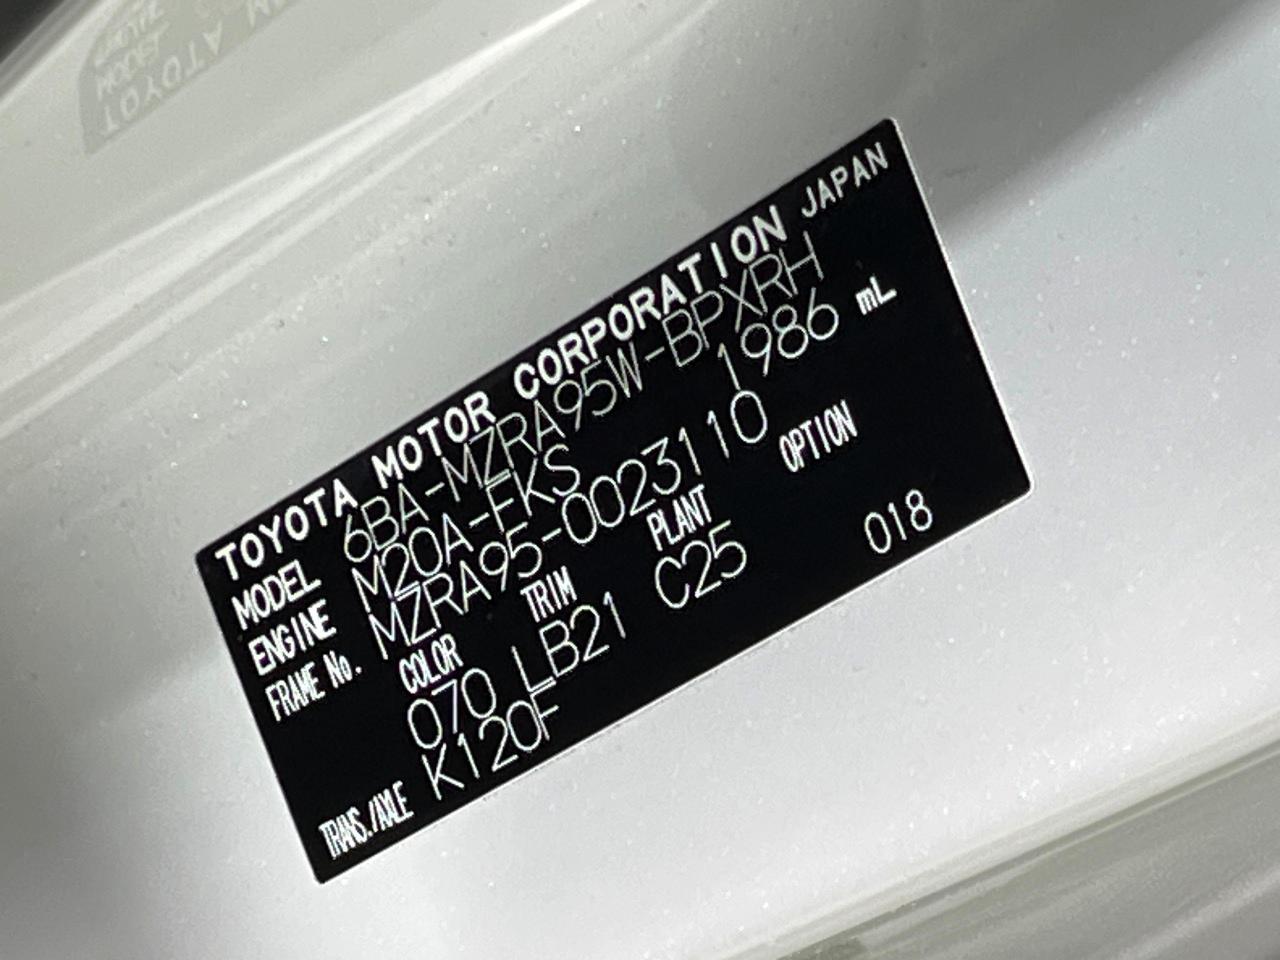 TOYOTA MOTOR CORPORATION JAPAN
MODEL 6BA-MZRA95W-BPXRH
ENGINE M20A-FKS 1986 mL
FRAME No. MZRA95-0023110
COLOR TRIM PLANT OPTION
070 LB21 C25 018
TRANS./AXLE K120F